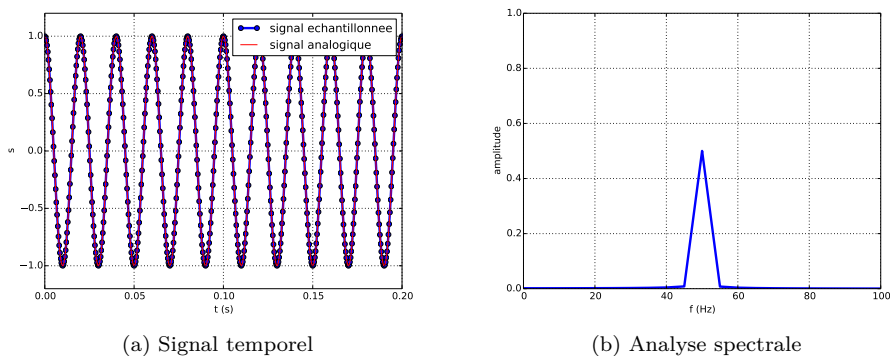 signal echantillonnee
signal analogique
1.0
0.5
0.0
−0.5
−1.0
s
0.00
0.05
0.10
0.15
0.20
t (s)
(a) Signal temporel
1.0
0.8
0.6
0.4
0.2
0.0
amplitude
0
20
40
60
80
100
f (Hz)
(b) Analyse spectrale